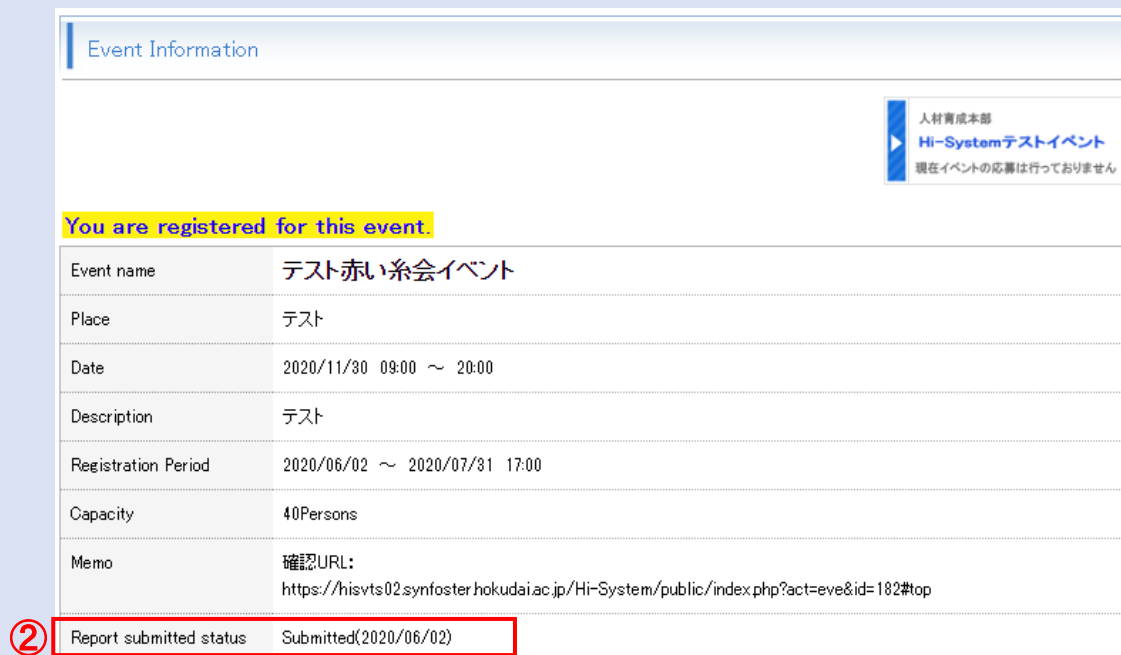 Event Information
人材育成本部
Hi-Systemテストイベント
現在イベントの応募は行っておりません
You are registered for this event.
Event name テスト赤い糸会イベント
Place テスト
Date 2020/11/30 09:00 ～ 20:00
Description テスト
Registration Period 2020/06/02 ～ 2020/07/31 17:00
Capacity 40Persons
Memo 確認URL:
https://hisvts02.synfoster.hokudai.ac.jp/Hi-System/public/index.php?act=eve&id=182#top
② Report submitted status Submitted(2020/06/02)